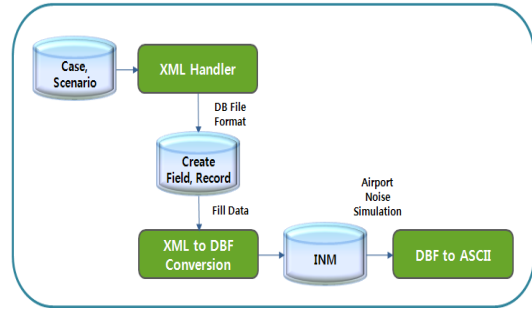 Case,
Scenario
XML Handler
DB File
Format
Create
Field, Record
Fill Data
Airport
Noise
Simulation
XML to DBF
Conversion
INM
DBF to ASCII